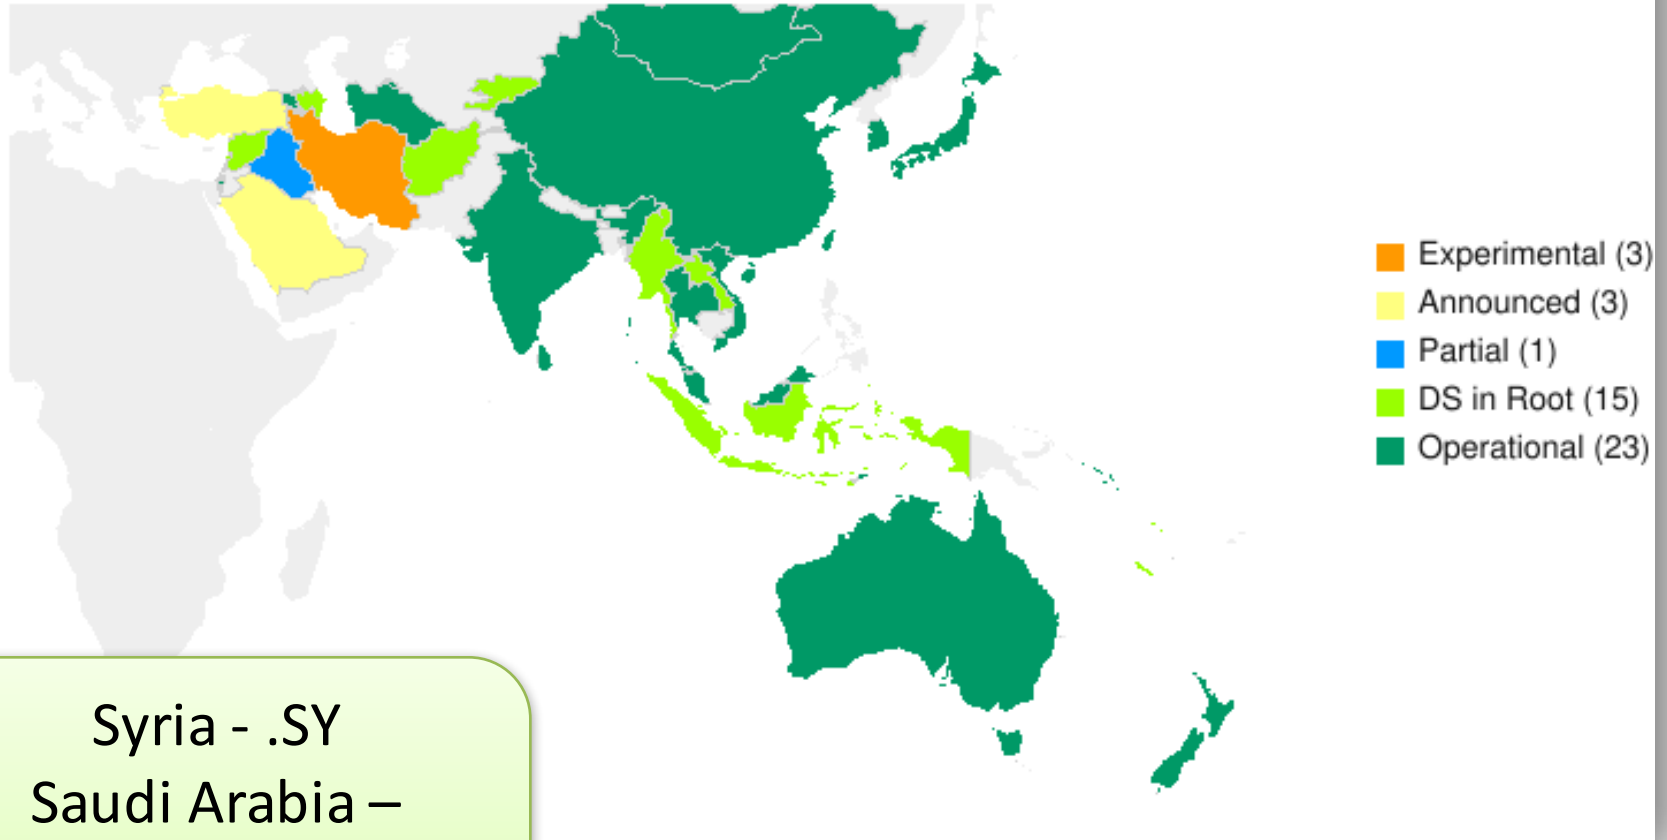 Experimental (3)
Announced (3)
Partial (1)
DS in Root (15)
Operational (23)
Syria - .SY
Saudi Arabia –